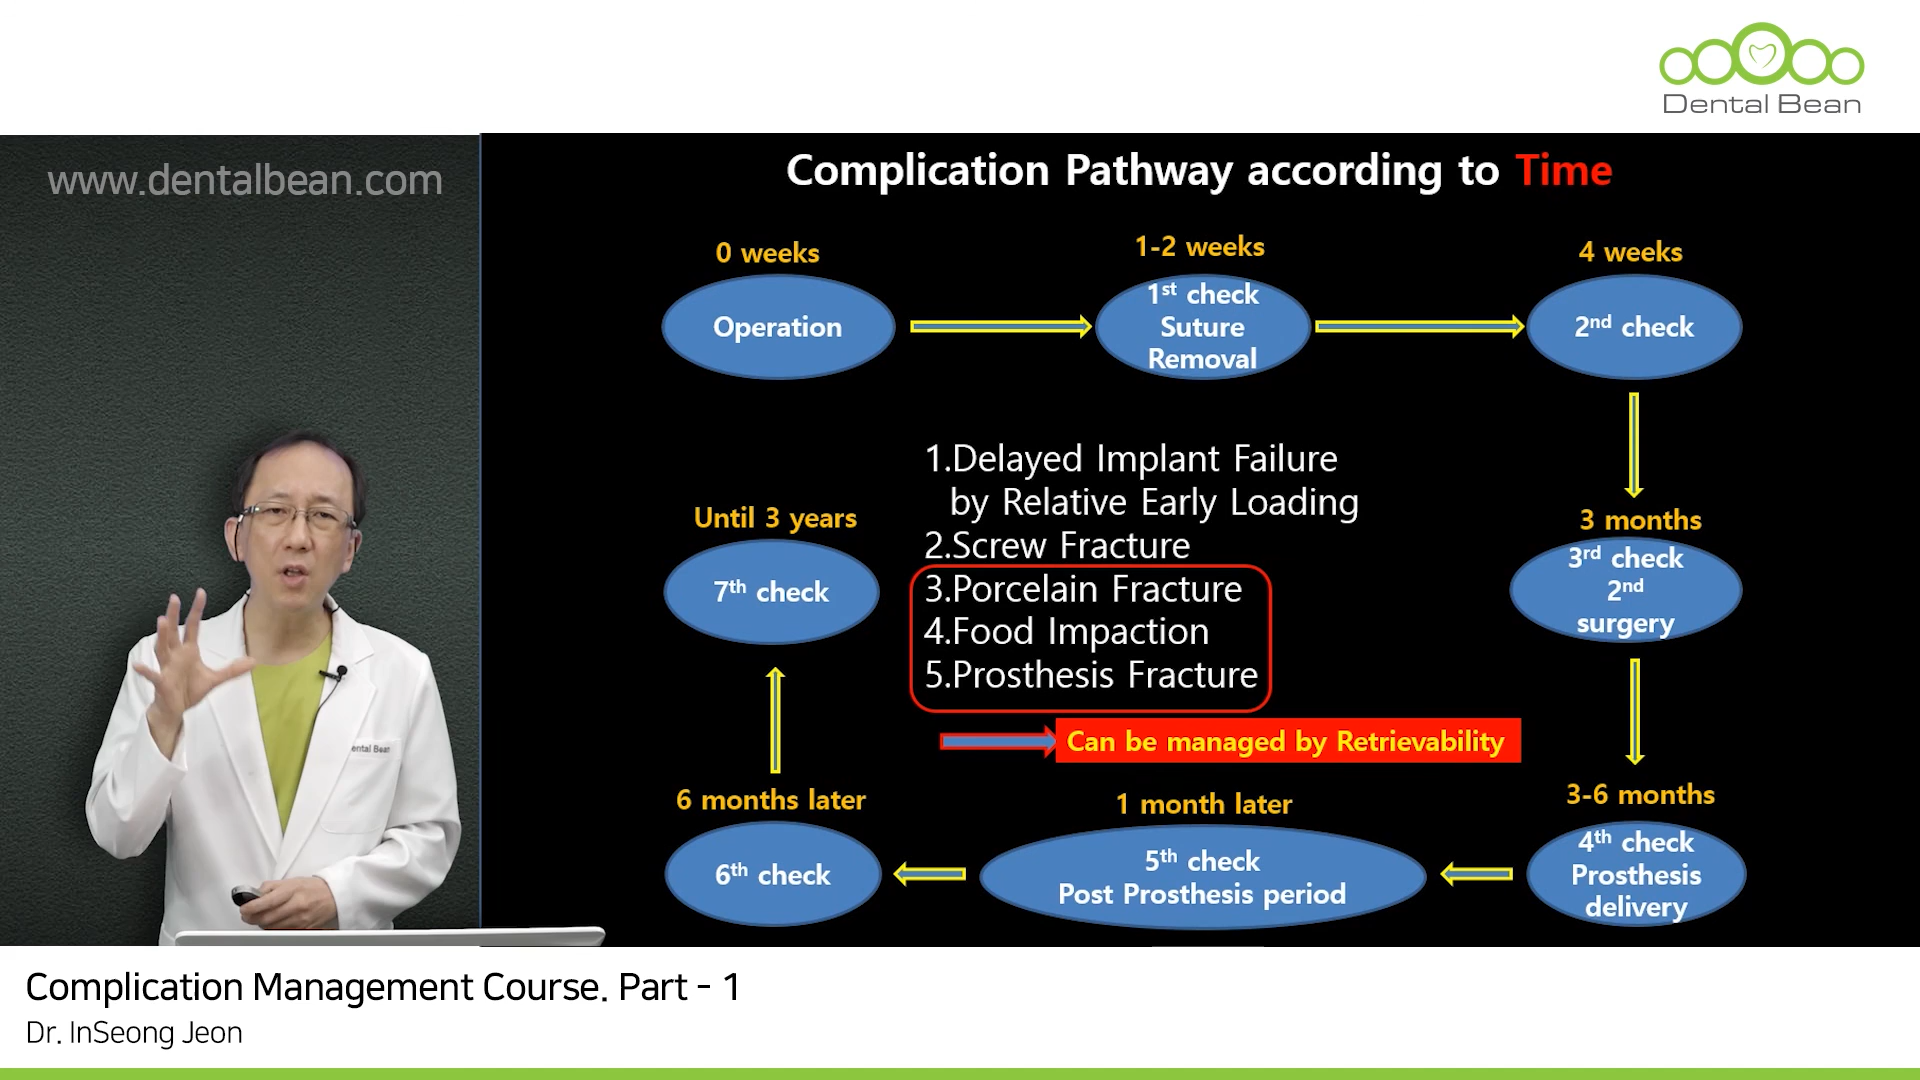 Dental Bean
www.dentalbean.com
Complication Pathway according to Time
0 weeks
Operation
1-2 weeks
1st check
Suture
Removal
4 weeks
2nd check
3 months
3rd check
2nd
surgery
3-6 months
4th check
Prosthesis
delivery
1 month later
5th check
Post Prosthesis period
6 months later
6th check
Until 3 years
7th check
1.Delayed Implant Failure
by Relative Early Loading
2.Screw Fracture
3.Porcelain Fracture
4.Food Impaction
5.Prosthesis Fracture
Can be managed by Retrievability
ental Bean
Complication Management Course. Part - 1
Dr. InSeong Jeon